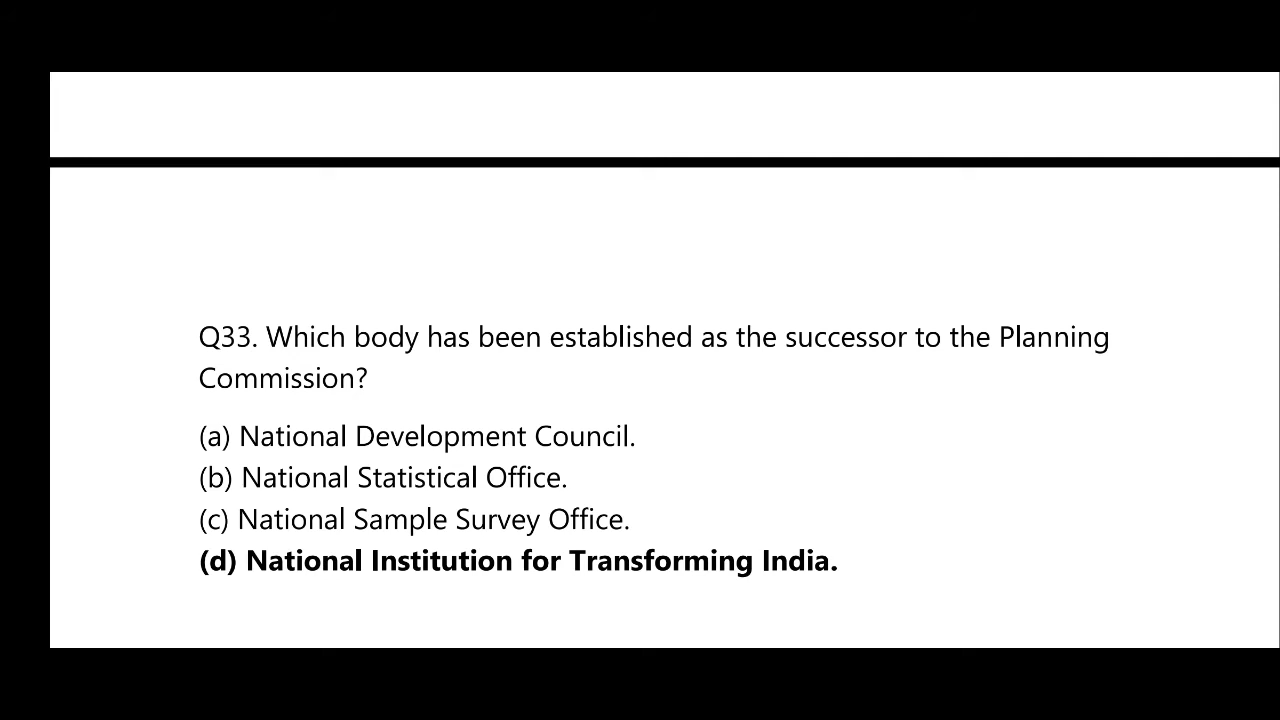 Q33. Which body has been established as the successor to the Planning
Commission?
(a) National Development Council.
(b) National Statistical Office.
(c) National Sample Survey Office.
(d) National Institution for Transforming India.